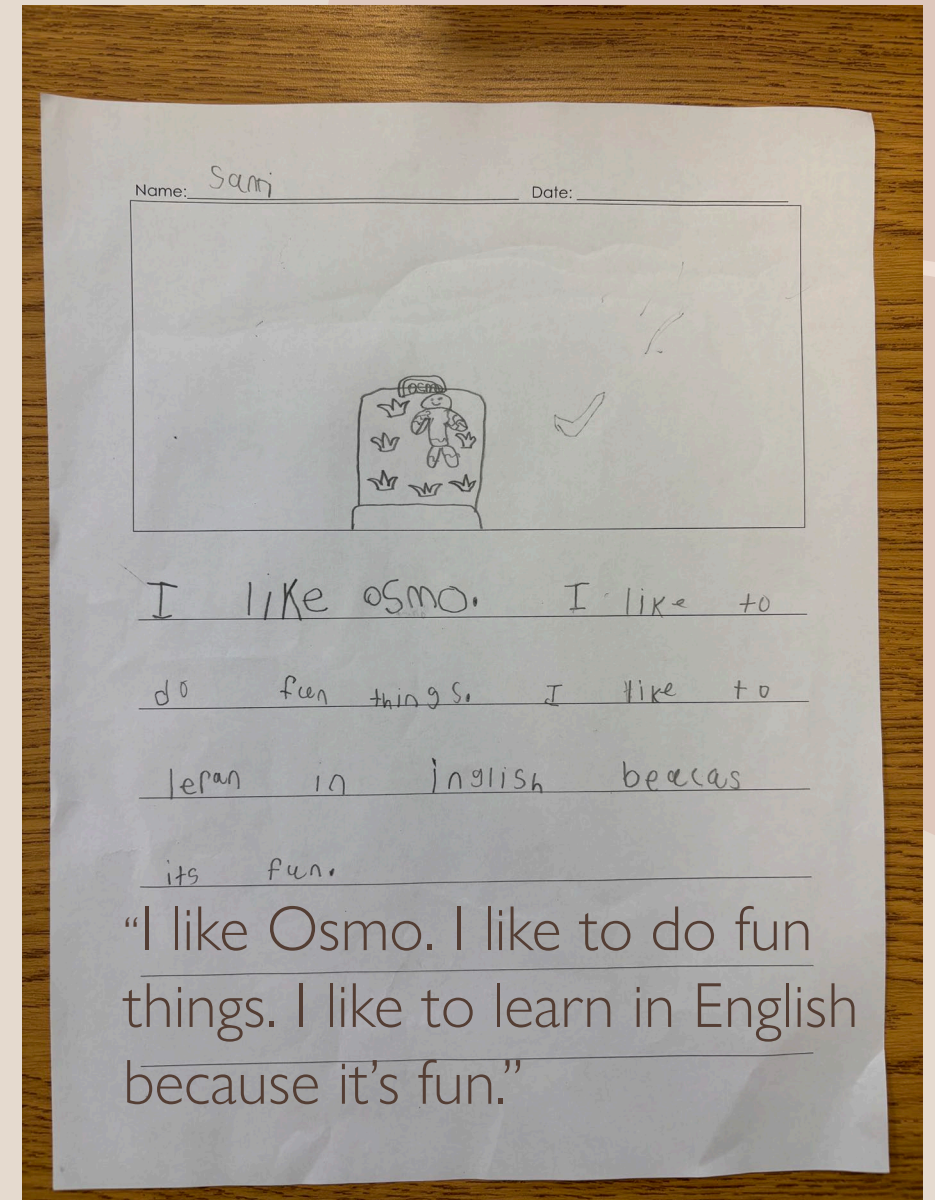 Name: Sami Date:
osmo
I like osmo. I like to
do fun things. I like to
leran in inglish beacas
its fun.
“I like Osmo. I like to do fun
things. I like to learn in English
because it’s fun.”